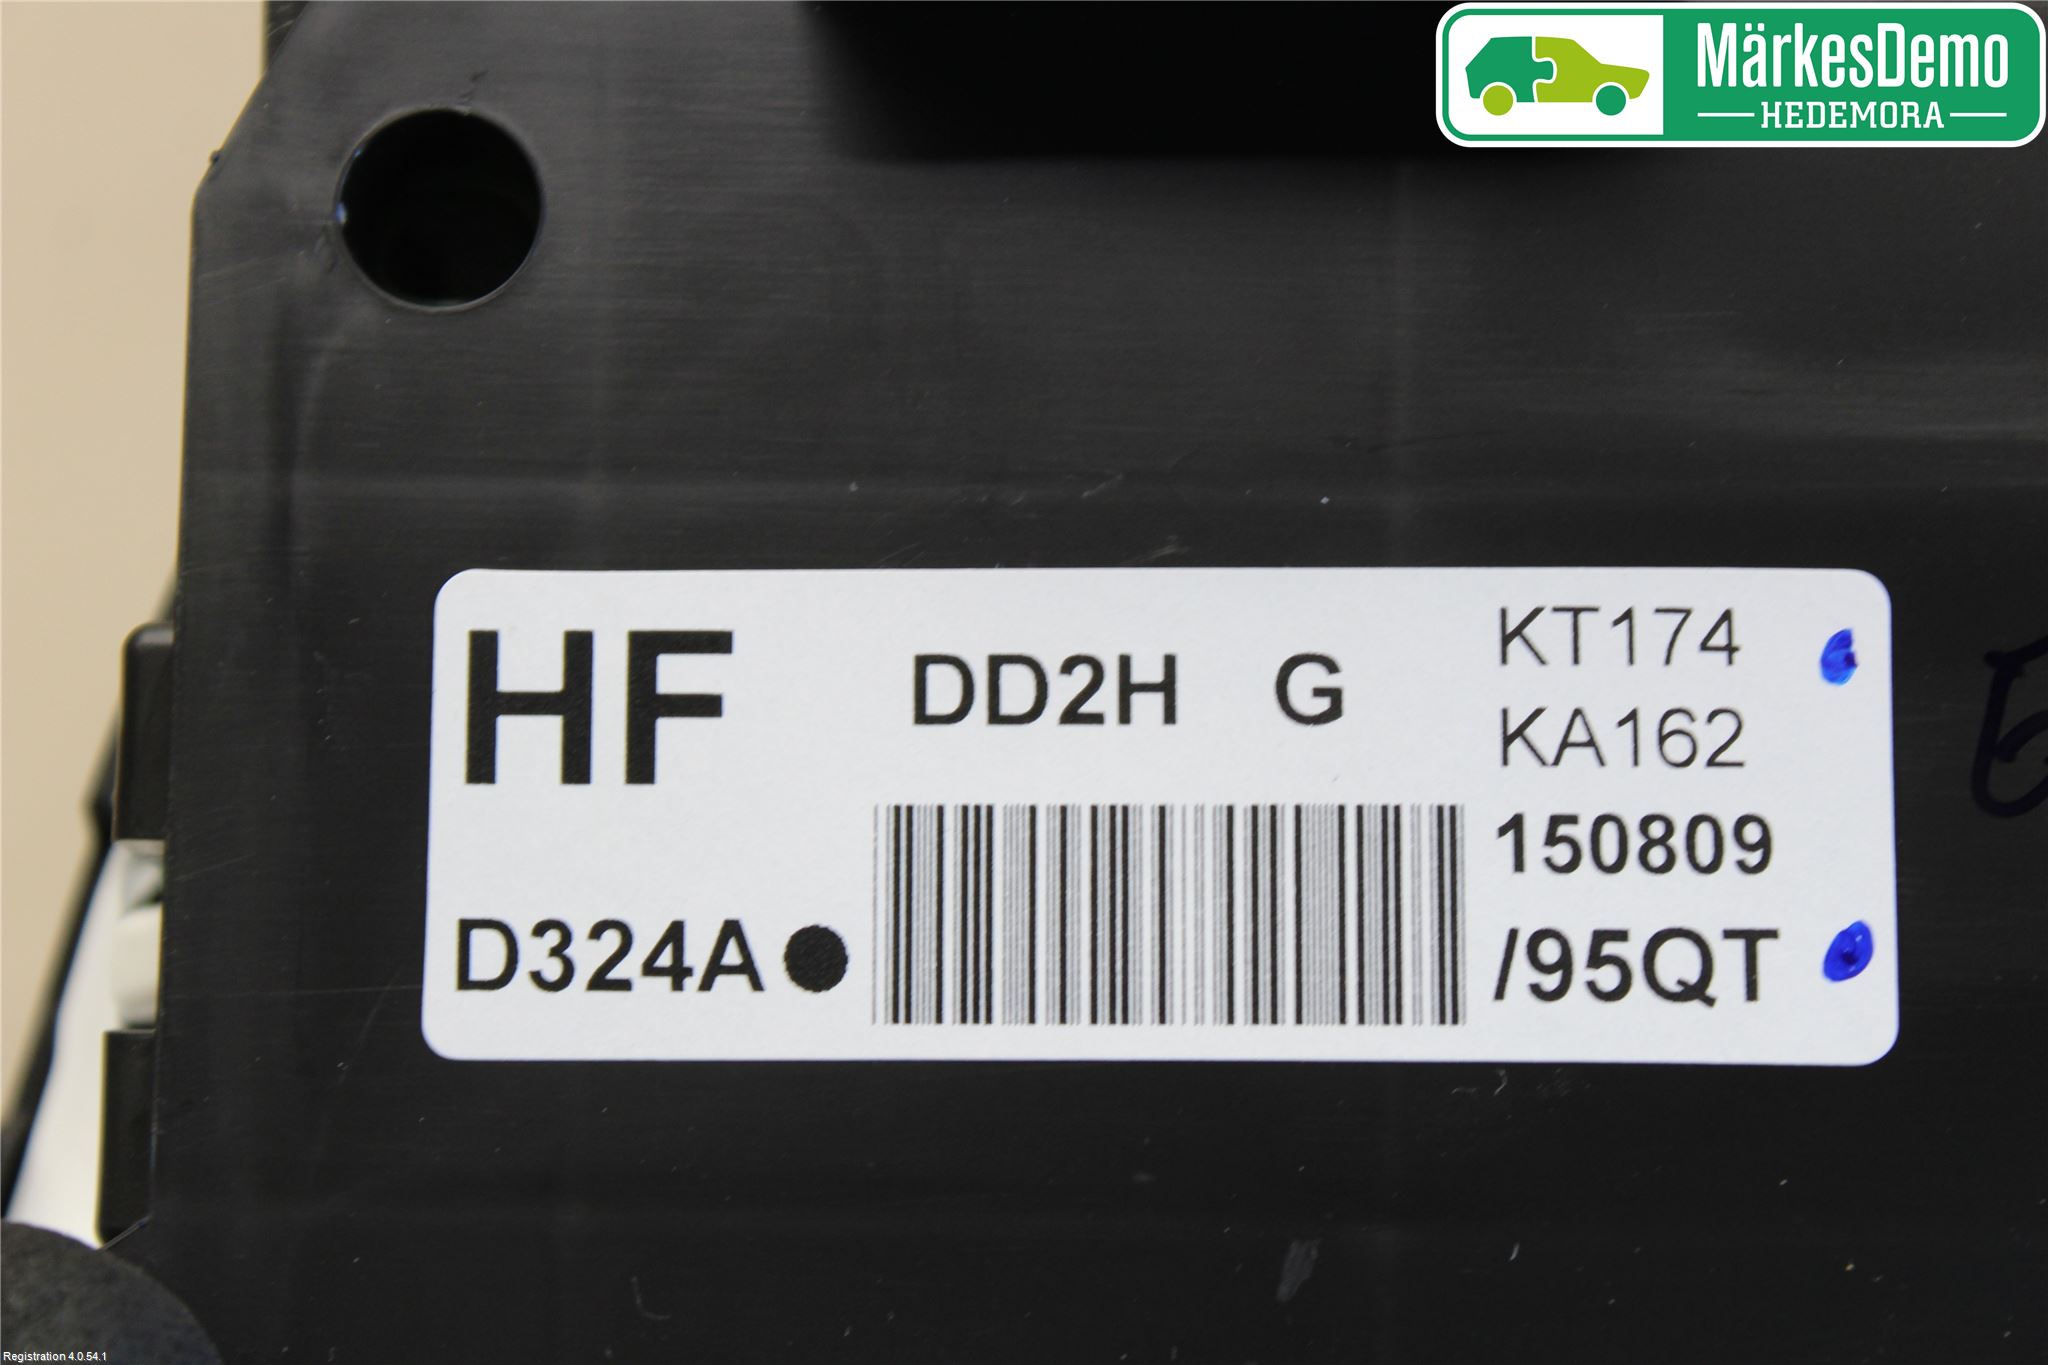 MärkesDemo
HEDEMORA
HF
DD2H G
KT174
KA162
150809
D324A●
/95QT
Registration 4.0.54.1